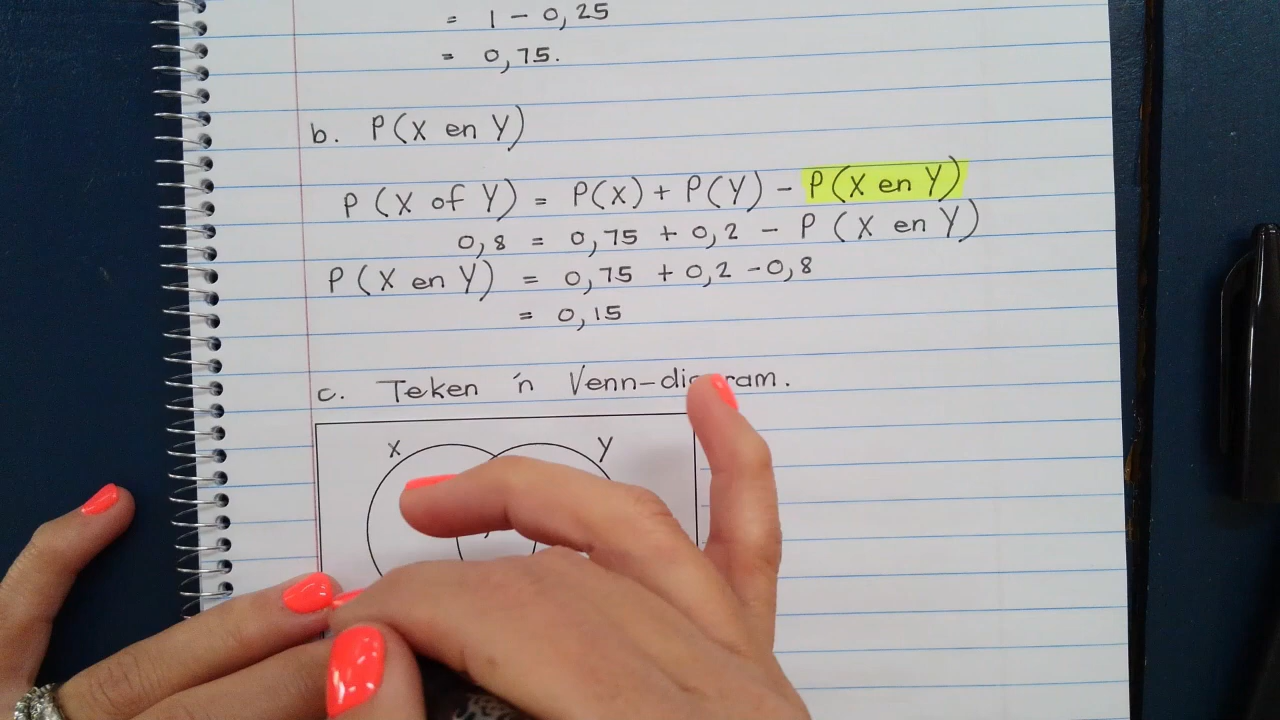 = 1 - 0,25
= 0,75.
b. P(X en Y)
P(X of Y) = P(X) + P(Y) - P(X en Y)
0,8 = 0,75 + 0,2 - P(X en Y)
P(X en Y) = 0,75 + 0,2 - 0,8
= 0,15
c. Teken 'n
X Y